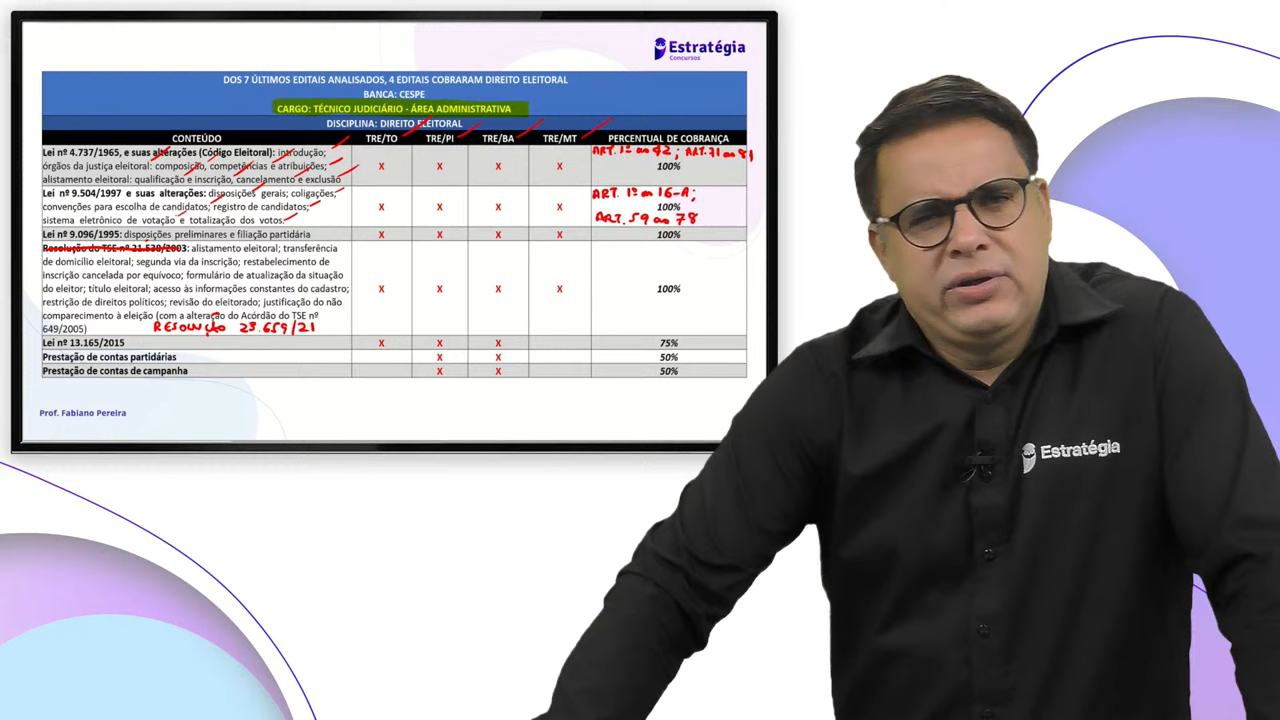 Estratégia
Concursos
DOS 7 ÚLTIMOS EDITAIS ANALISADOS, 4 EDITAIS COBRARAM DIREITO ELEITORAL
BANCA: CESPE
CARGO: TÉCNICO JUDICIÁRIO - ÁREA ADMINISTRATIVA
DISCIPLINA: DIREITO ELEITORAL
CONTEÚDO TRE/TO TRE/PI TRE/BA TRE/MT PERCENTUAL DE COBRANÇA
Lei nº 4.737/1965, e suas alterações (Código Eleitoral): introdução; ART. 1º ao 42; ART. 71 ao 81
órgãos da justiça eleitoral: composição, competências e atribuições; X X X X 100%
alistamento eleitoral: qualificação e inscrição, cancelamento e exclusão
Lei nº 9.504/1997 e suas alterações: disposições gerais; coligações; ART. 1º ao 16-A;
convenções para escolha de candidatos; registro de candidatos; X X X X 100%
sistema eletrônico de votação e totalização dos votos. ART. 59 ao 78
Lei nº 9.096/1995: disposições preliminares e filiação partidária X X X X 100%
Resolução do TSE nº 21.538/2003: alistamento eleitoral; transferência
de domicílio eleitoral; segunda via da inscrição; restabelecimento de
inscrição cancelada por equívoco; formulário de atualização da situação
do eleitor; título eleitoral; acesso às informações constantes do cadastro; X X X X 100%
restrição de direitos políticos; revisão do eleitorado; justificação do não
comparecimento à eleição (com a alteração do Acórdão do TSE nº
649/2005) RESOLUÇÃO 23.659/21
Lei nº 13.165/2015 X X X 75%
Prestação de contas partidárias X X 50%
Prestação de contas de campanha X X 50%
Prof. Fabiano Pereira
Estratégia